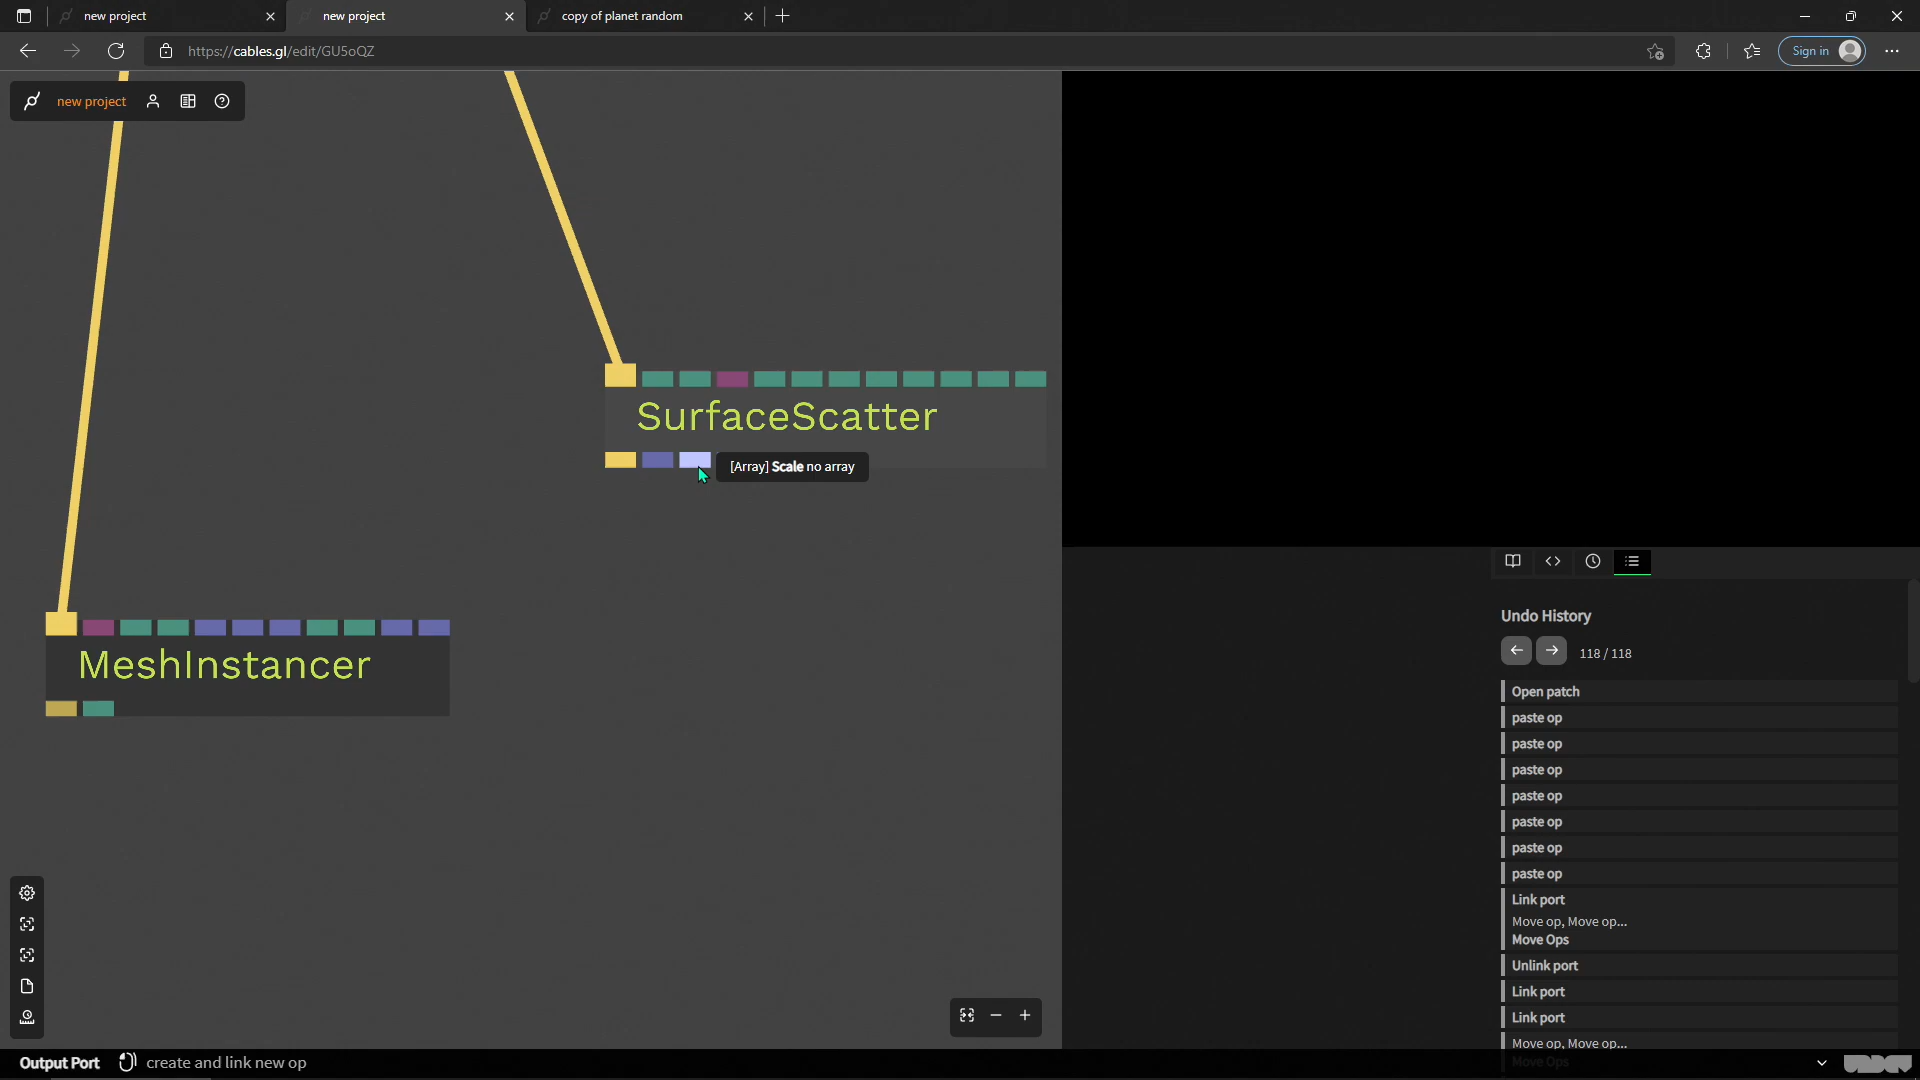 new project
new project
copy of planet random
https://cables.gl/edit/GU5oQZ
Sign in
new project
SurfaceScatter
[Array] Scale no array
MeshInstancer
Undo History
118 / 118
Open patch
paste op
paste op
paste op
paste op
paste op
paste op
paste op
Link port
Move op, Move op...
Move Ops
Unlink port
Link port
Link port
Move op, Move op...
Move Ops
Output Port
create and link new op